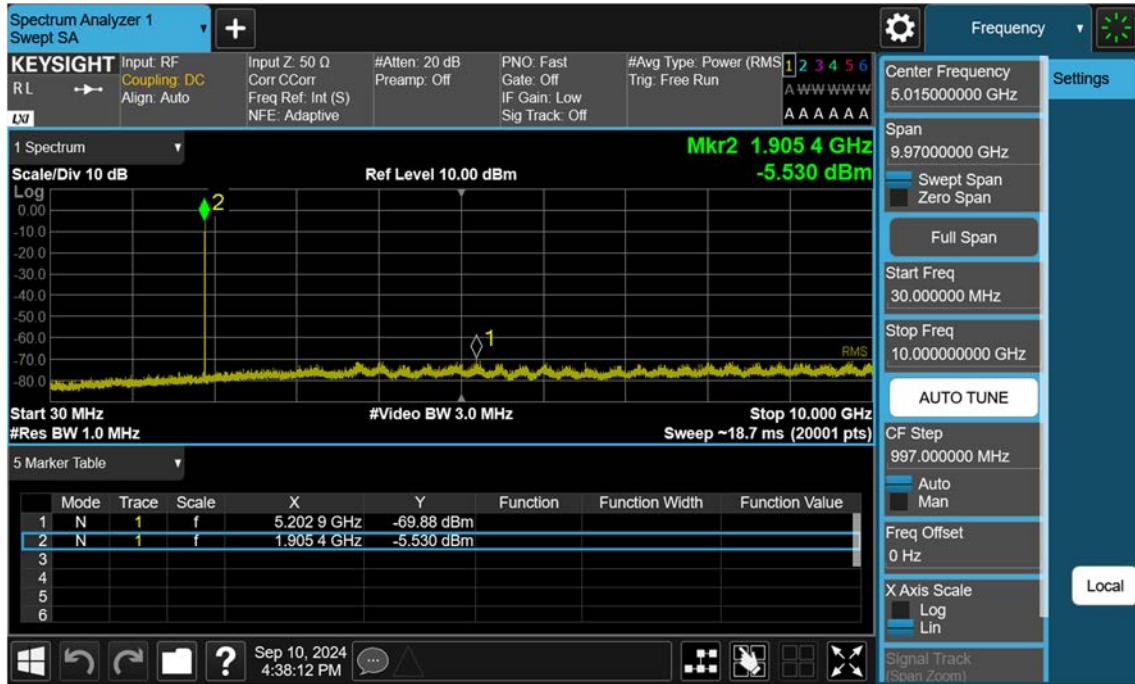 Spectrum Analyzer 1
Swept SA
Frequency
KEYSIGHT
RL
LXI
Input: RF
Coupling: DC
Align: Auto
Input Z: 50 Ω
Corr CCorr
Freq Ref: Int (S)
NFE: Adaptive
#Atten: 20 dB
Preamp: Off
PNO: Fast
Gate: Off
IF Gain: Low
Sig Track: Off
#Avg Type: Power (RMS
Trig: Free Run
1 2 3 4 5 6
A W W W W W
A A A A A A
1 Spectrum
Mkr2 1.905 4 GHz
-5.530 dBm
Scale/Div 10 dB
Ref Level 10.00 dBm
Log
0.00
-10.0
-20.0
-30.0
-40.0
-50.0
-60.0
-70.0
-80.0
2
1
RMS
Start 30 MHz
#Video BW 3.0 MHz
Stop 10.000 GHz
#Res BW 1.0 MHz
Sweep ~18.7 ms (20001 pts)
5 Marker Table
Mode Trace Scale X Y Function Function Width Function Value
1 N 1 f 5.202 9 GHz -69.88 dBm
2 N 1 f 1.905 4 GHz -5.530 dBm
3
4
5
6
?
Sep 10, 2024
4:38:12 PM
Center Frequency
5.015000000 GHz
Settings
Span
9.97000000 GHz
Swept Span
Zero Span
Full Span
Start Freq
30.000000 MHz
Stop Freq
10.000000000 GHz
AUTO TUNE
CF Step
997.000000 MHz
Auto
Man
Freq Offset
0 Hz
X Axis Scale
Log
Lin
Local
Signal Track
(Span Zoom)